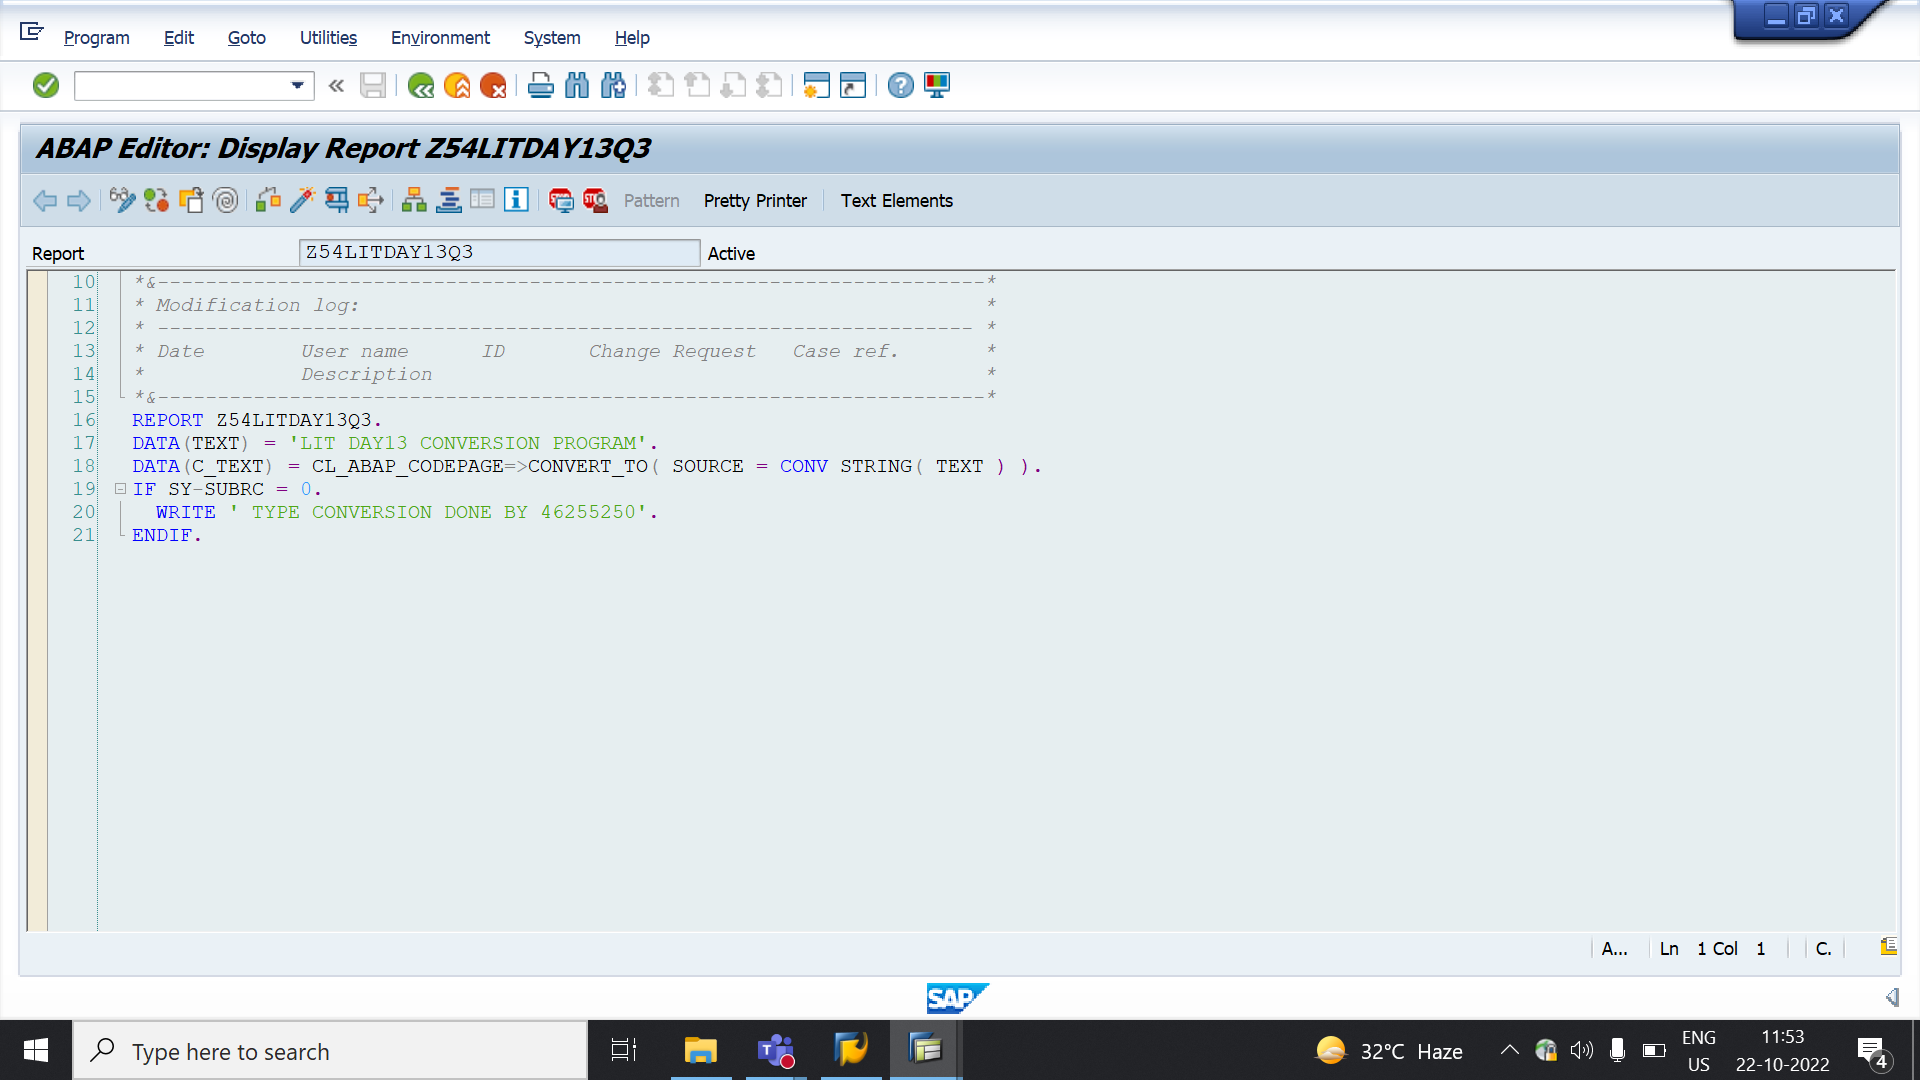 Program Edit Goto Utilities Environment System Help
ABAP Editor: Display Report Z54LITDAY13Q3
Pattern Pretty Printer Text Elements
Report Z54LITDAY13Q3 Active
10 *&---------------------------------------------------------------------*
11 * Modification log: *
12 * -------------------------------------------------------------------- *
13 * Date User name ID Change Request Case ref. *
14 * Description *
15 *&---------------------------------------------------------------------*
16 REPORT Z54LITDAY13Q3.
17 DATA(TEXT) = 'LIT DAY13 CONVERSION PROGRAM'.
18 DATA(C_TEXT) = CL_ABAP_CODEPAGE=>CONVERT_TO( SOURCE = CONV STRING( TEXT ) ).
19 IF SY-SUBRC = 0.
20 WRITE ' TYPE CONVERSION DONE BY 46255250'.
21 ENDIF.
A... Ln 1 Col 1 C.
SAP
Type here to search
32°C Haze
ENG 11:53
US 22-10-2022
4